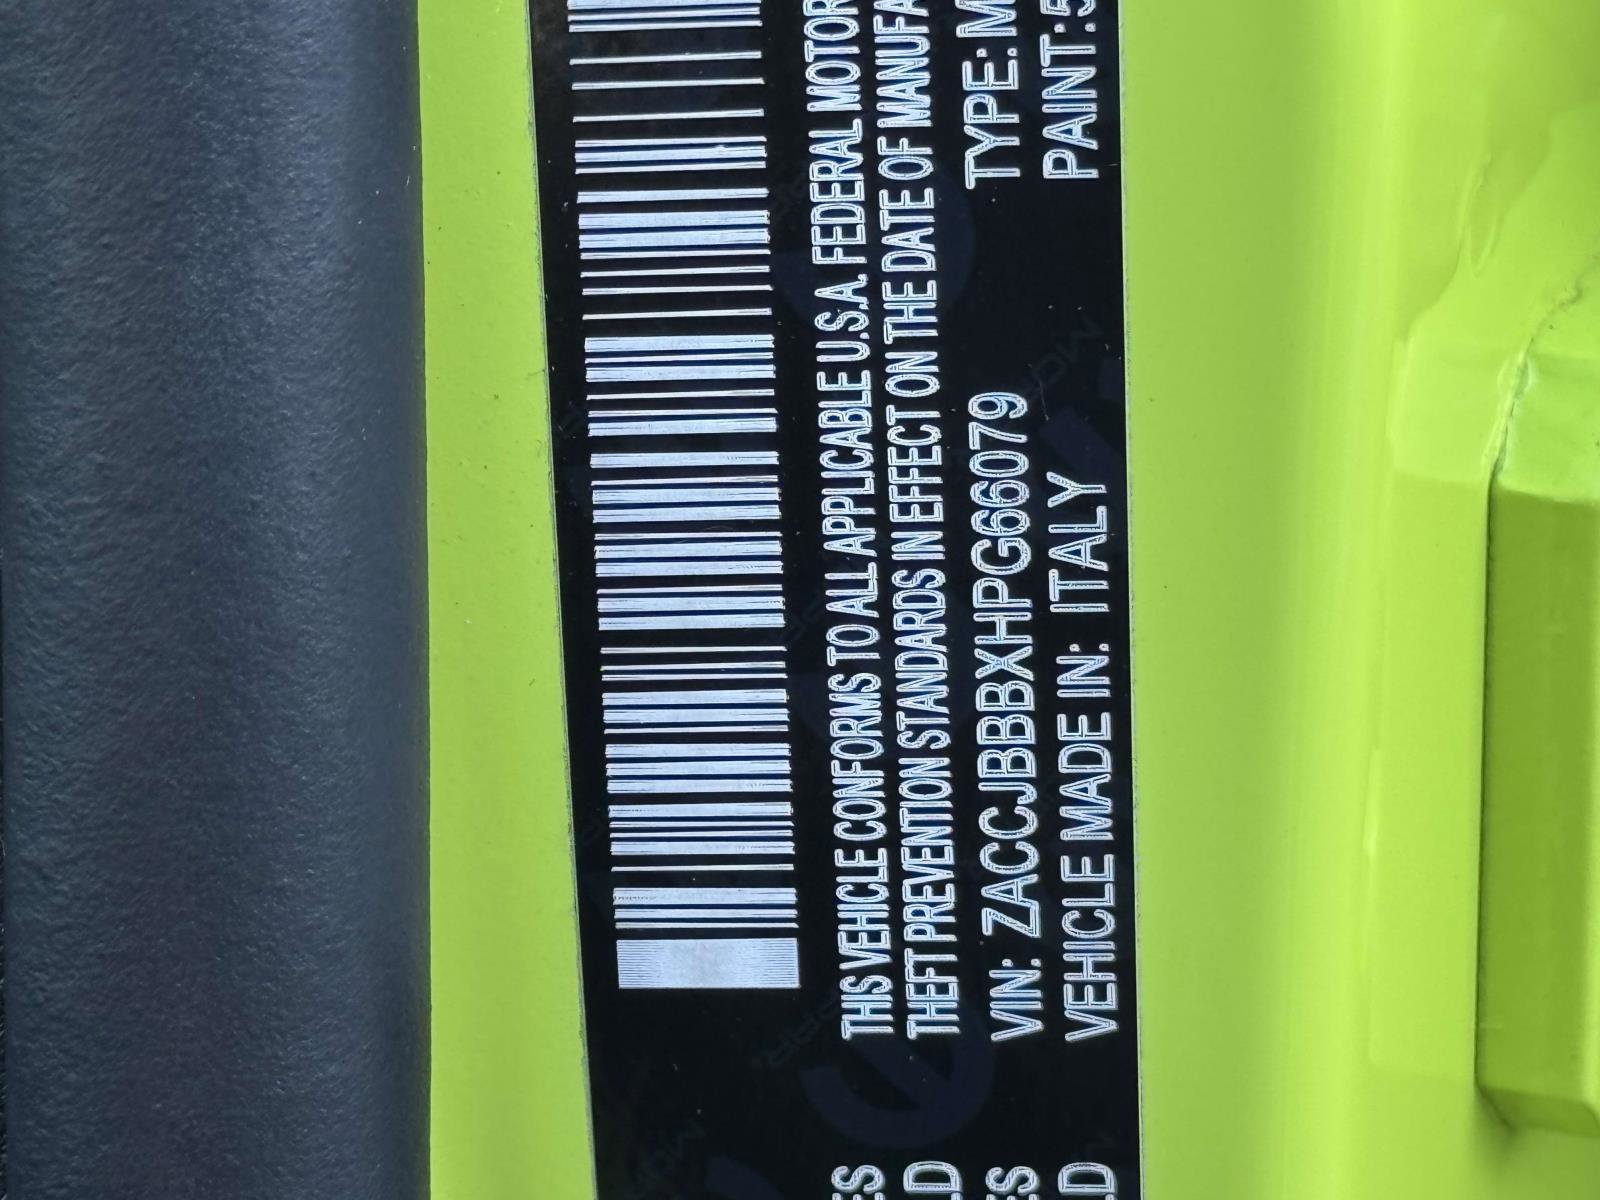 THIS VEHICLE CONFORMS TO ALL APPLICABLE U.S.A. FEDERAL MOTOR
THEFT PREVENTION STANDARDS IN EFFECT ON THE DATE OF MANUFA
VIN: ZACCJBBBXHPG66079 TYPE: M
VEHICLE MADE IN: ITALY PAINT: 5